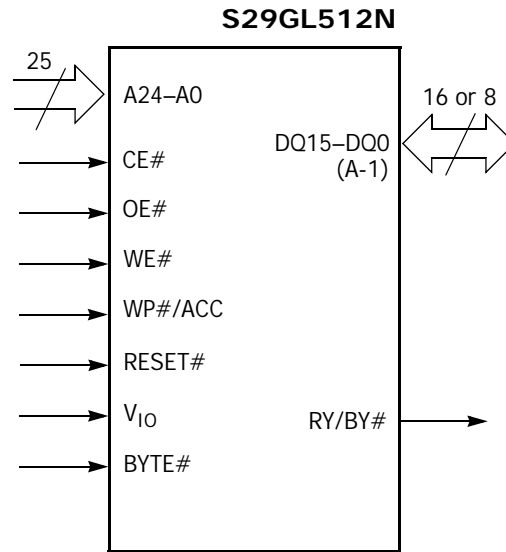 S29GL512N
25
A24–A0
16 or 8
DQ15–DQ0
(A-1)
CE#
OE#
WE#
WP#/ACC
RESET#
VIO
RY/BY#
BYTE#